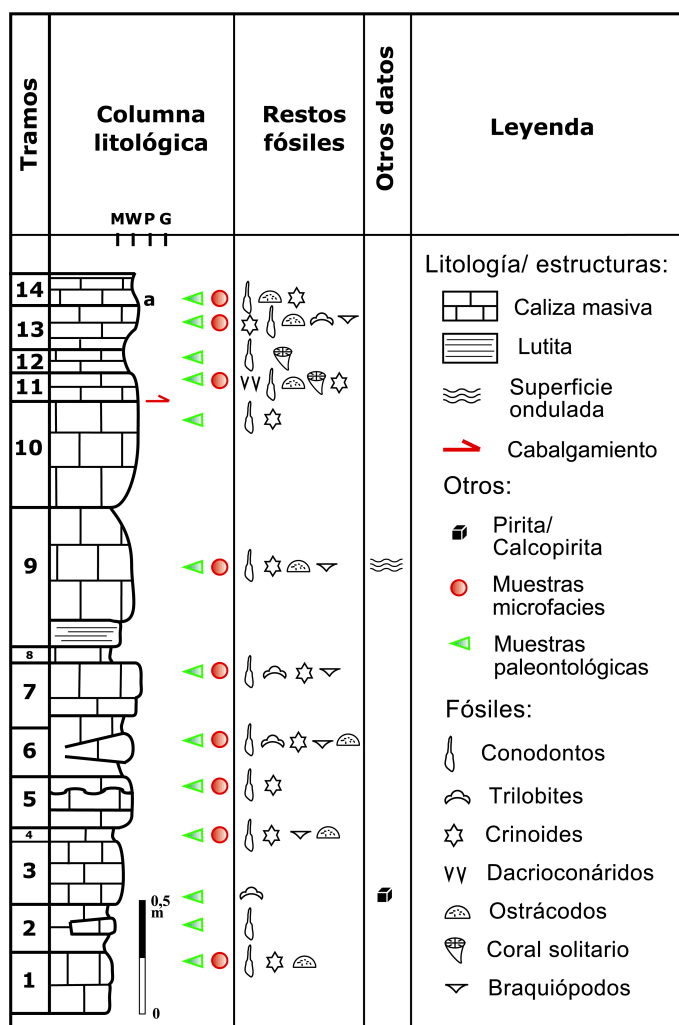 Tramos
Columna
litológica
Restos
fósiles
Otros datos
Leyenda
MWP G
14
a
13
12
11
10
9
8
7
6
5
4
3
2
1
0,5
m
0
Litología/ estructuras:
Caliza masiva
Lutita
Superficie
ondulada
Cabalgamiento
Otros:
Pirita/
Calcopirita
Muestras
microfacies
Muestras
paleontológicas
Fósiles:
Conodontos
Trilobites
Crinoides
Dacrioconáridos
Ostrácodos
Coral solitario
Braquiópodos